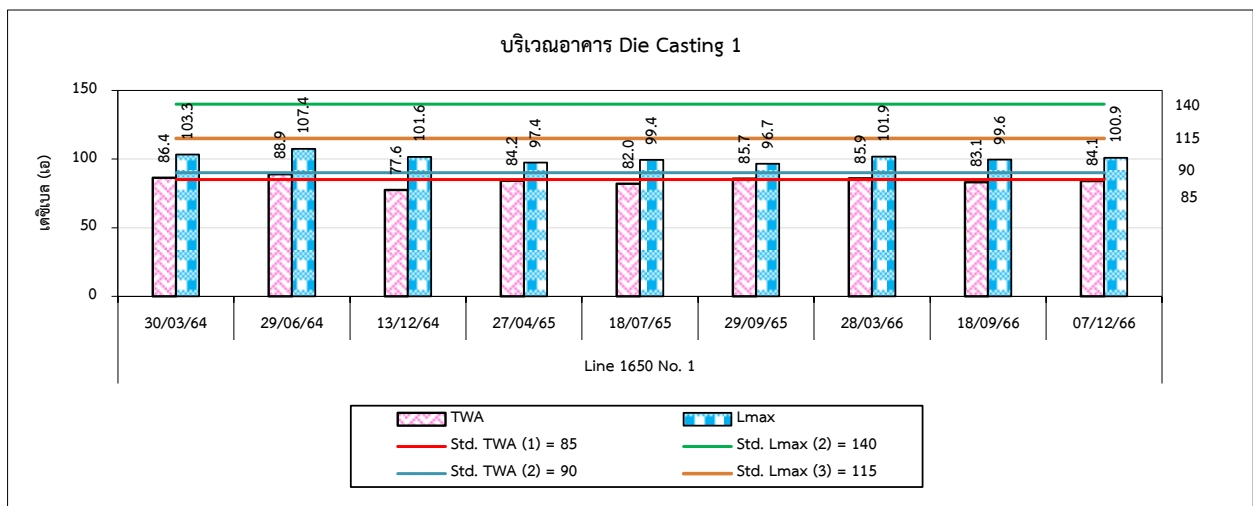 บริเวณอาคาร Die Casting 1
เดซิเบล (เอ)
150
100
50
0
86.4 103.3 88.9 107.4 77.6 101.6 84.2 97.4 82.0 99.4 85.7 96.7 85.9 101.9 83.1 99.6 84.1 100.9
140
115
90
85
30/03/64 29/06/64 13/12/64 27/04/65 18/07/65 29/09/65 28/03/66 18/09/66 07/12/66
Line 1650 No. 1
TWA Lmax
Std. TWA (1) = 85 Std. Lmax (2) = 140
Std. TWA (2) = 90 Std. Lmax (3) = 115